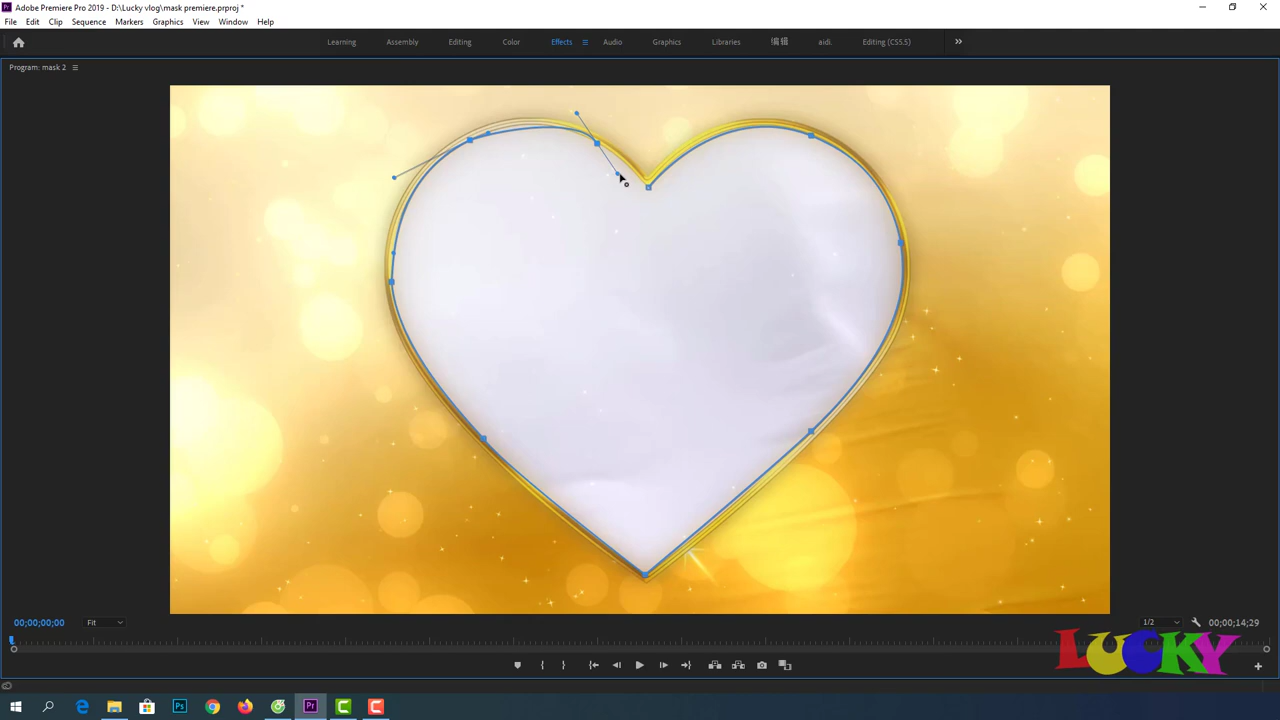 Adobe Premiere Pro 2019 - D:\Lucky vlog\mask premiere.prproj *
File Edit Clip Sequence Markers Graphics View Window Help
Learning Assembly Editing Color Effects Audio Graphics Libraries 编辑 aidi. Editing (CS5.5)
Program: mask 2
00;00;00;00 Fit 1/2 00;00;14;29
LUCKY